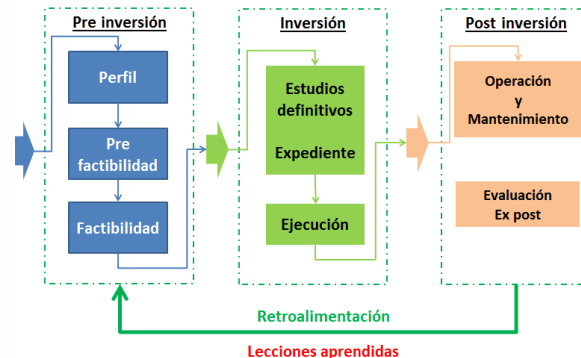 Pre inversión
Perfil
Pre
factibilidad
Factibilidad
Inversión
Estudios
definitivos
Expediente
Ejecución
Post inversión
Operación
y
Mantenimiento
Evaluación
Ex post
Retroalimentación
Lecciones aprendidas